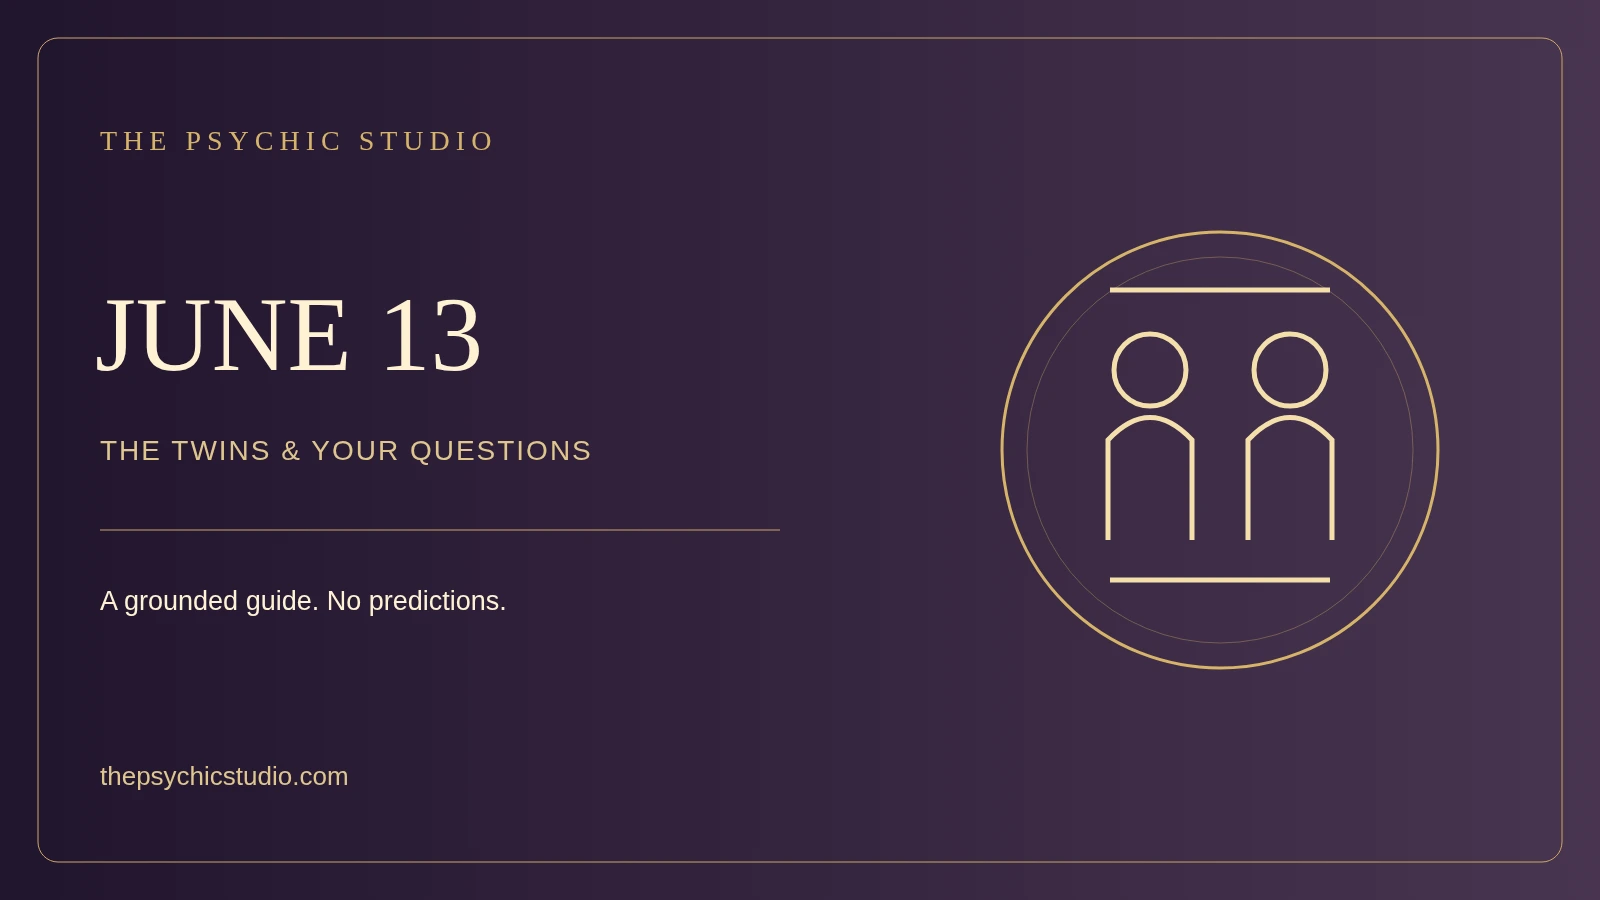 THE PSYCHIC STUDIO
JUNE 13
THE TWINS & YOUR QUESTIONS
A grounded guide. No predictions.
thepsychicstudio.com